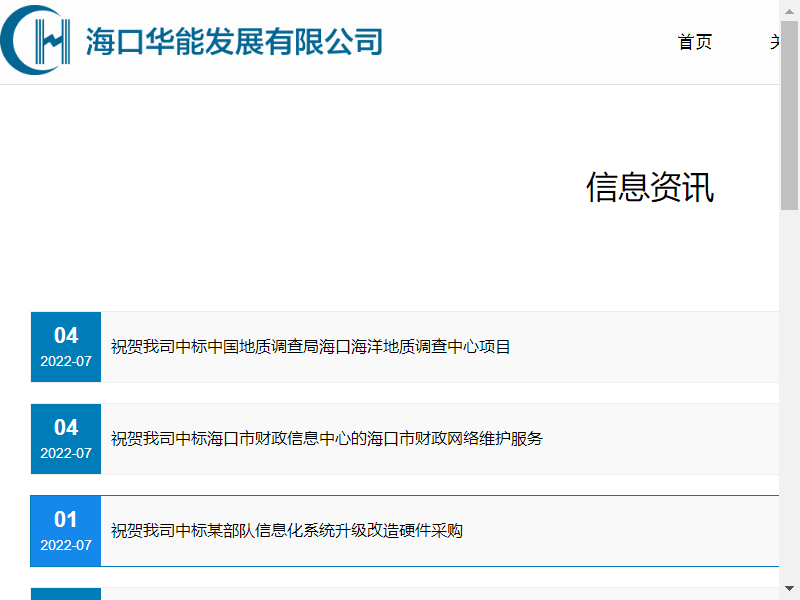 海口华能发展有限公司
首页
信息资讯
04
2022-07
祝贺我司中标中国地质调查局海口海洋地质调查中心项目
04
2022-07
祝贺我司中标海口市财政信息中心的海口市财政网络维护服务
01
2022-07
祝贺我司中标某部队信息化系统升级改造硬件采购